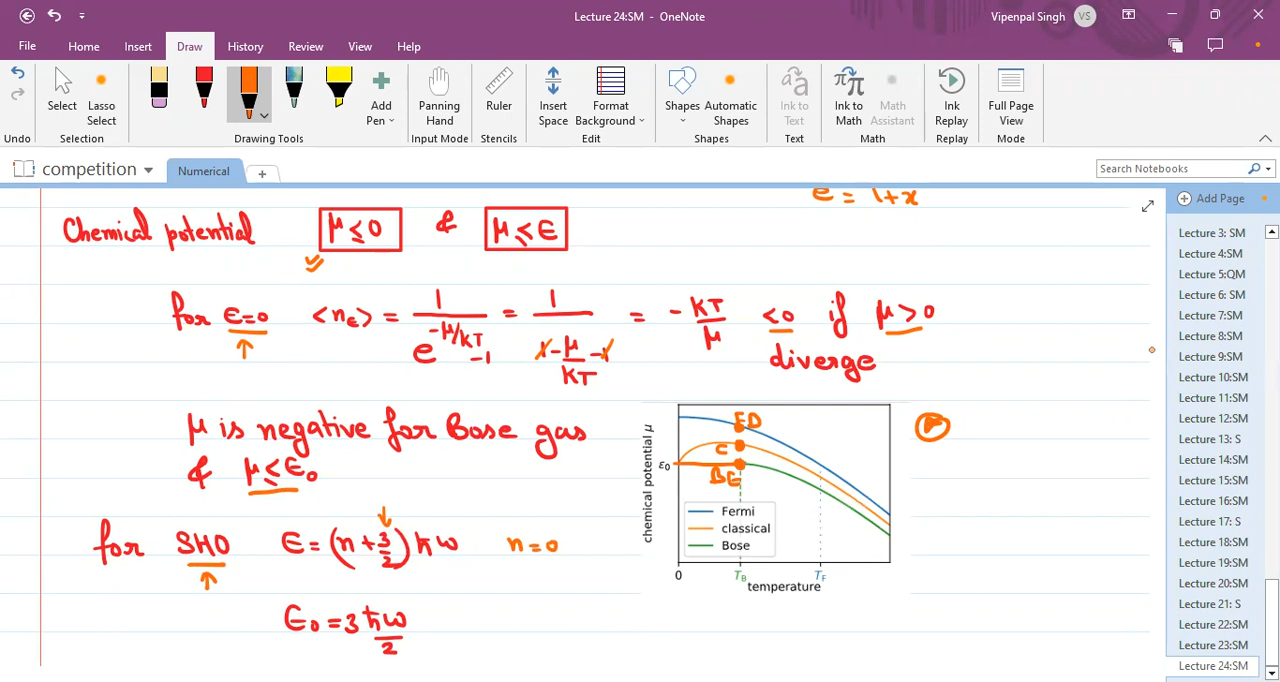 Lecture 24:SM - OneNote
Vipenpal Singh VS
File Home Insert Draw History Review View Help
Undo
Select Lasso Select Selection
Add Pen Drawing Tools
Panning Hand Input Mode
Ruler Stencils
Insert Space Format Background Edit
Shapes Automatic Shapes Shapes
Ink to Text Text
Ink to Math Math Assistant Math
Ink Replay Replay
Full Page View Mode
competition Numerical + Search Notebooks
Add Page
e = 1+x
Chemical potential μ≤0 & μ≤∈
for ∈=0 <n∈> = 1/(e^(-μ/kT) -1) = 1/(1-μ/kT-1) = -kT/μ <0 if μ>0
diverge
μ is negative for Bose gas
& μ≤∈₀
for SHO ∈=(n+3/2)ħω n=0
∈₀=3ħω/2
chemical potential μ
ε₀
FD
C
BE
Fermi
classical
Bose
0 T_B T_F
temperature
Lecture 3: SM
Lecture 4:SM
Lecture 5:QM
Lecture 6: SM
Lecture 7:SM
Lecture 8:SM
Lecture 9:SM
Lecture 10:SM
Lecture 11:SM
Lecture 12:SM
Lecture 13: S
Lecture 14:SM
Lecture 15:SM
Lecture 16:SM
Lecture 17: S
Lecture 18:SM
Lecture 19:SM
Lecture 20:SM
Lecture 21: S
Lecture 22:SM
Lecture 23:SM
Lecture 24:SM